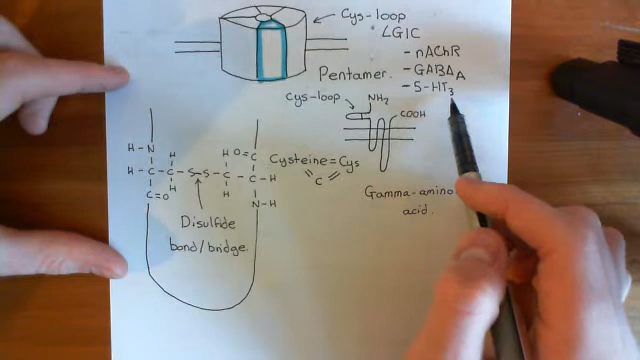 Cys-loop
LGIC
- nAChR
- GABAA
- 5-HT3
Pentamer.
cys-loop
NH2
COOH
H-N
H
H-C-C-S-S-C-C-H
H
C=O
H
O=C
H
N-H
Cysteine=Cys
=C=
Disulfide
bond/bridge.
Gamma-amino
acid.